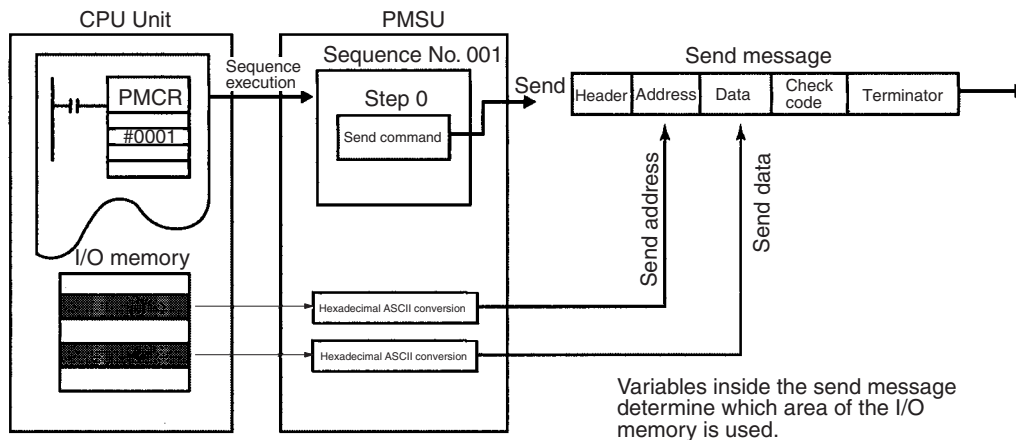 CPU Unit
PMSU
Sequence No. 001
Send message
Sequence
execution
PMCR
#0001
Step 0
Send command
Send
Header
Address
Data
Check
code
Terminator
Send address
Send data
I/O memory
Hexadecimal ASCII conversion
Hexadecimal ASCII conversion
Variables inside the send message
determine which area of the I/O
memory is used.